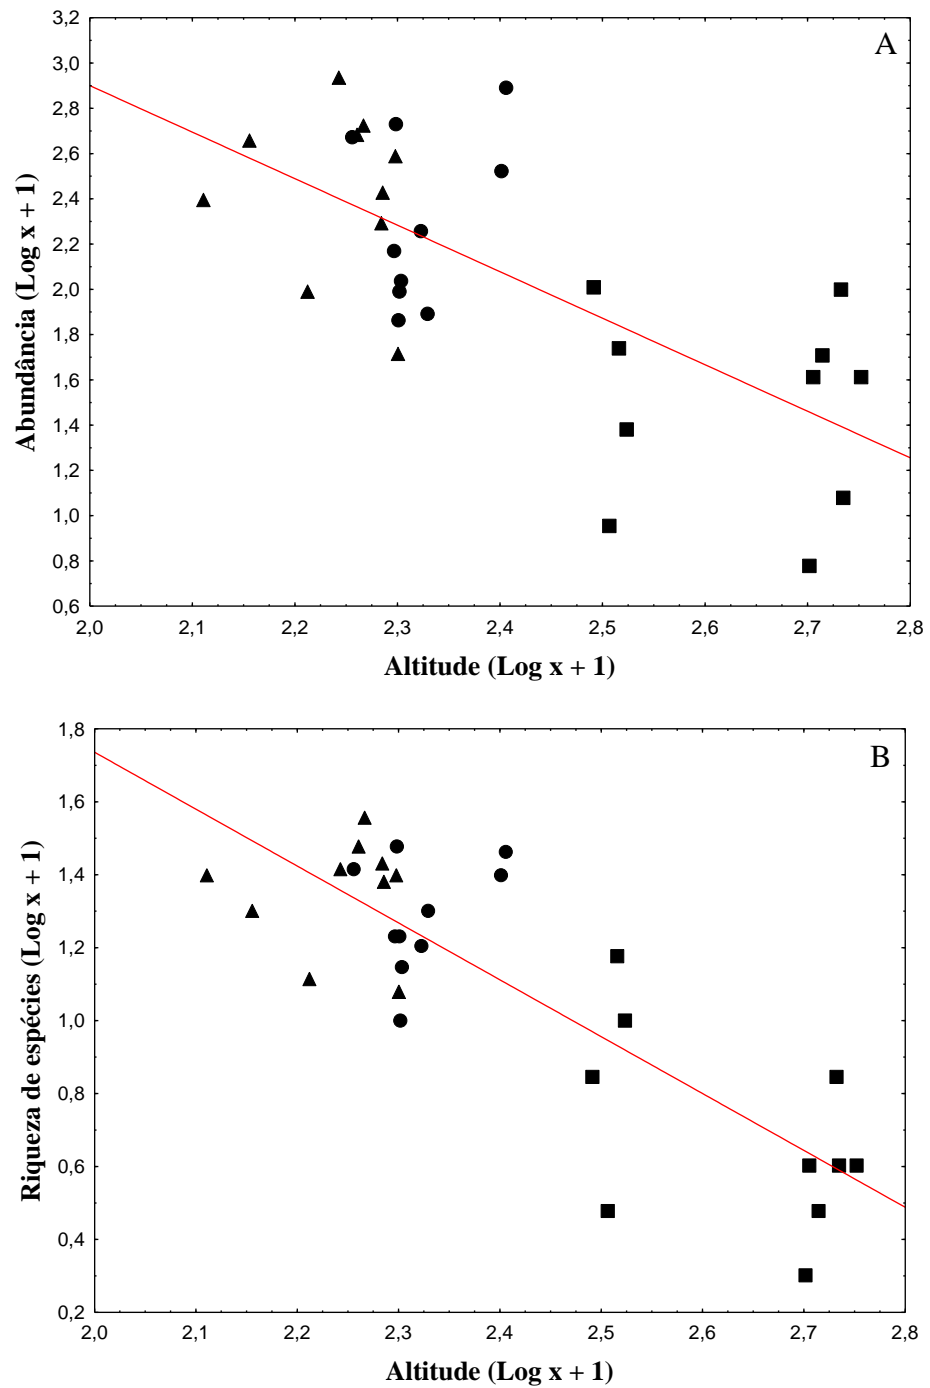 A
Abundância (Log x + 1)
3,2
3,0
2,8
2,6
2,4
2,2
2,0
1,8
1,6
1,4
1,2
1,0
0,8
0,6
2,0 2,1 2,2 2,3 2,4 2,5 2,6 2,7 2,8
Altitude (Log x + 1)
B
Riqueza de espécies (Log x + 1)
1,8
1,6
1,4
1,2
1,0
0,8
0,6
0,4
0,2
2,0 2,1 2,2 2,3 2,4 2,5 2,6 2,7 2,8
Altitude (Log x + 1)